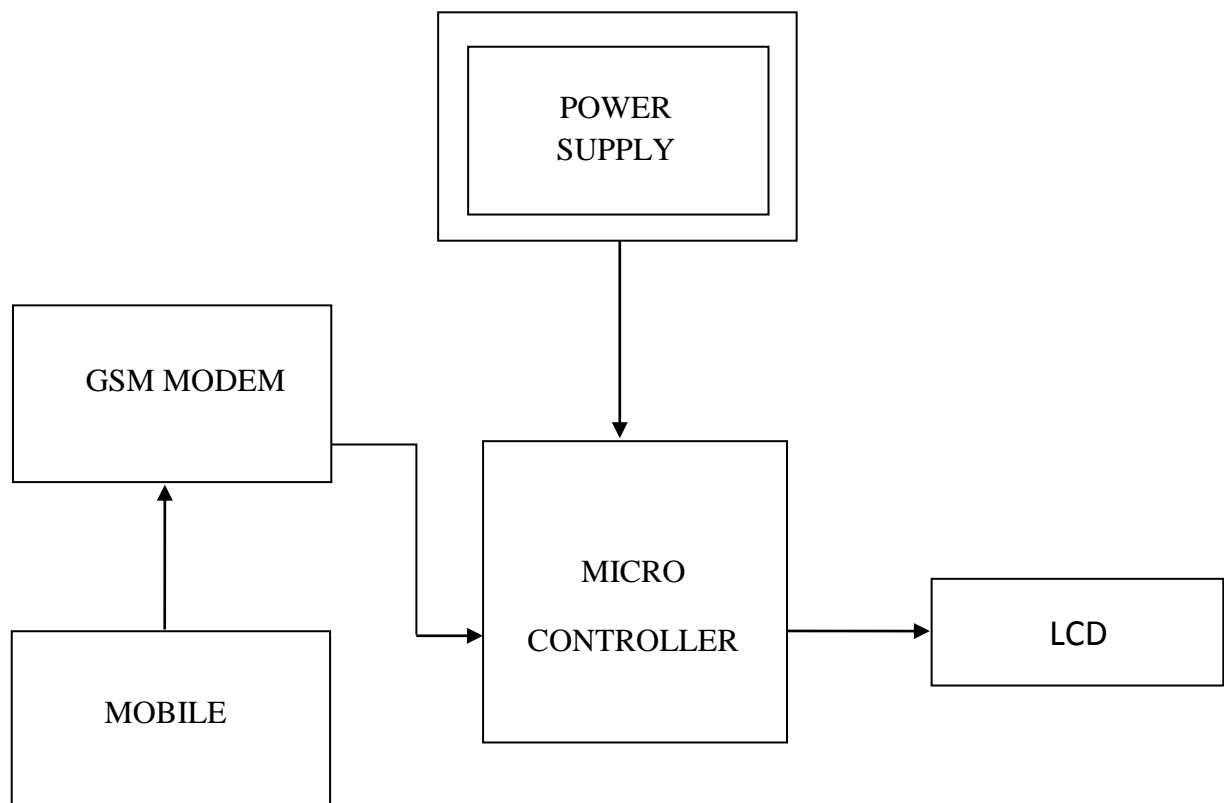 POWER
SUPPLY
GSM MODEM
MICRO
CONTROLLER
LCD
MOBILE